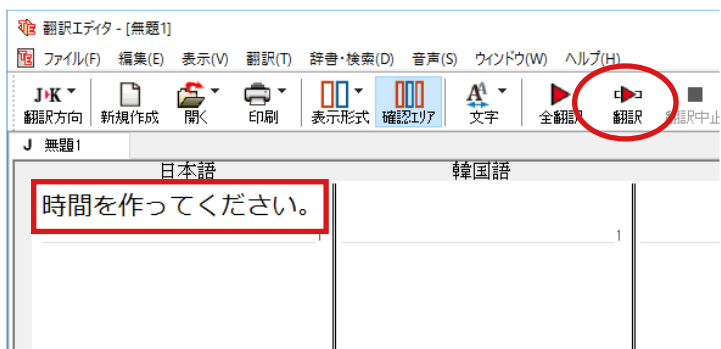 翻訳エディタ - [無題1]
ファイル(F) 編集(E) 表示(V) 翻訳(T) 辞書・検索(D) 音声(S) ウィンドウ(W) ヘルプ(H)
J▸K
翻訳方向 新規作成 開く 印刷 表示形式 確認エリア 文字 全翻訳 翻訳 翻訳中止
J 無題1
日本語 韓国語
時間を作ってください。
1 1